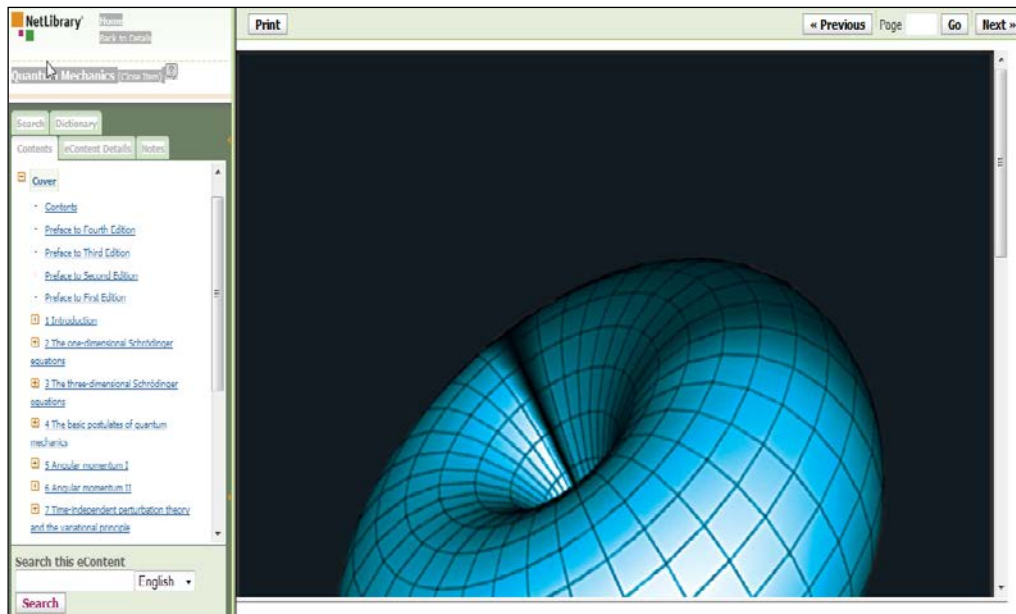 NetLibrary®
Home
Back to Details
Quantum Mechanics (Close Item) ?
Search Dictionary
Contents eContent Details Notes
Cover
Contents
Preface to Fourth Edition
Preface to Third Edition
Preface to Second Edition
Preface to First Edition
1 Introduction
2 The one-dimensional Schrödinger
equations
3 The three-dimensional Schrödinger
equations
4 The basic postulates of quantum
mechanics
5 Angular momentum I
6 Angular momentum II
7 Time-independent perturbation theory
and the variational principle
Search this eContent
English
Search
Print
« Previous Page Go Next »